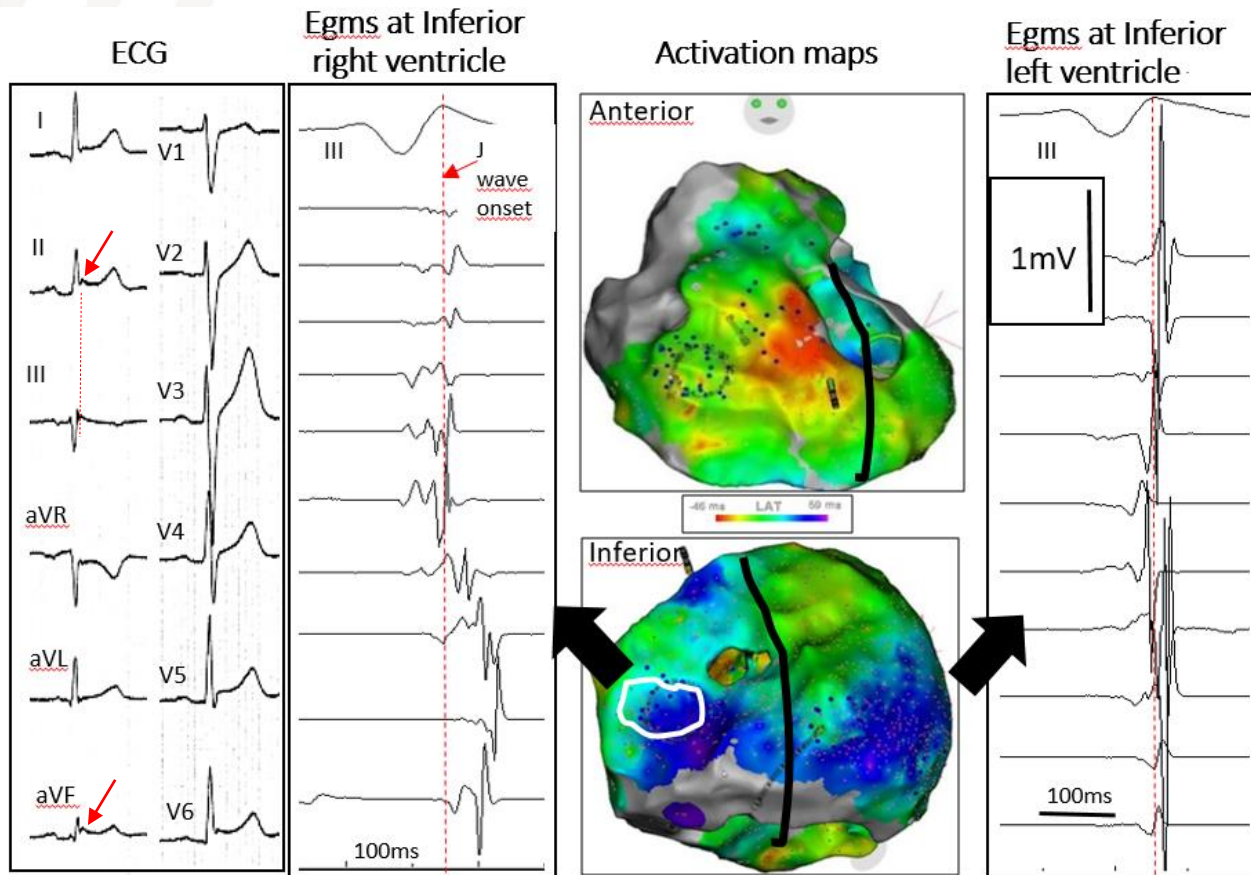 ECG
I
V1
II
V2
III
V3
aVR
V4
aVL
V5
aVF
V6
Egms at Inferior
right ventricle
III
J
wave
onset
100ms
Activation maps
Anterior
-46 ms LAT 59 ms
Inferior
Egms at Inferior
left ventricle
III
1mV
100ms